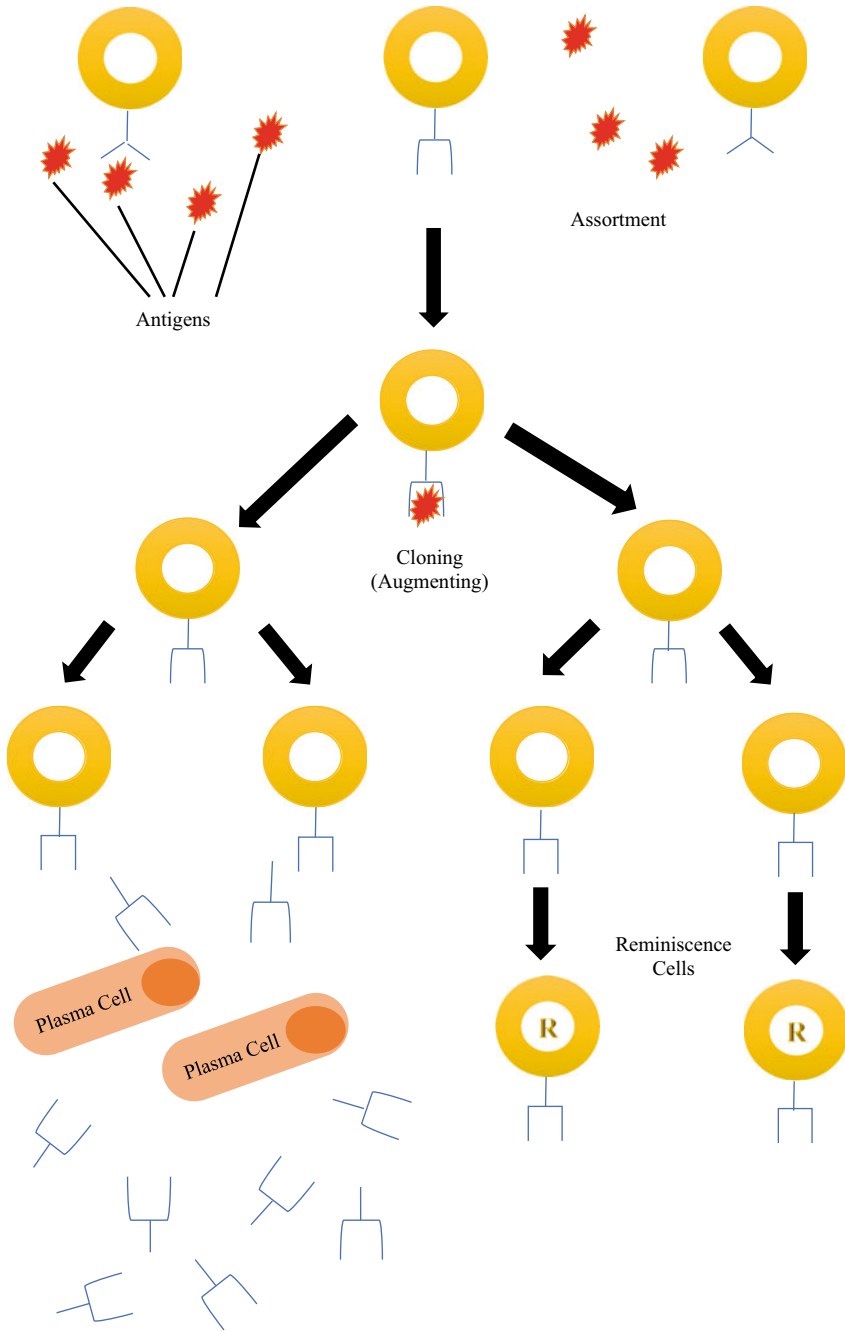 Assortment
Antigens
Cloning
(Augmenting)
Reminiscence
Cells
Plasma Cell
Plasma Cell
R
R